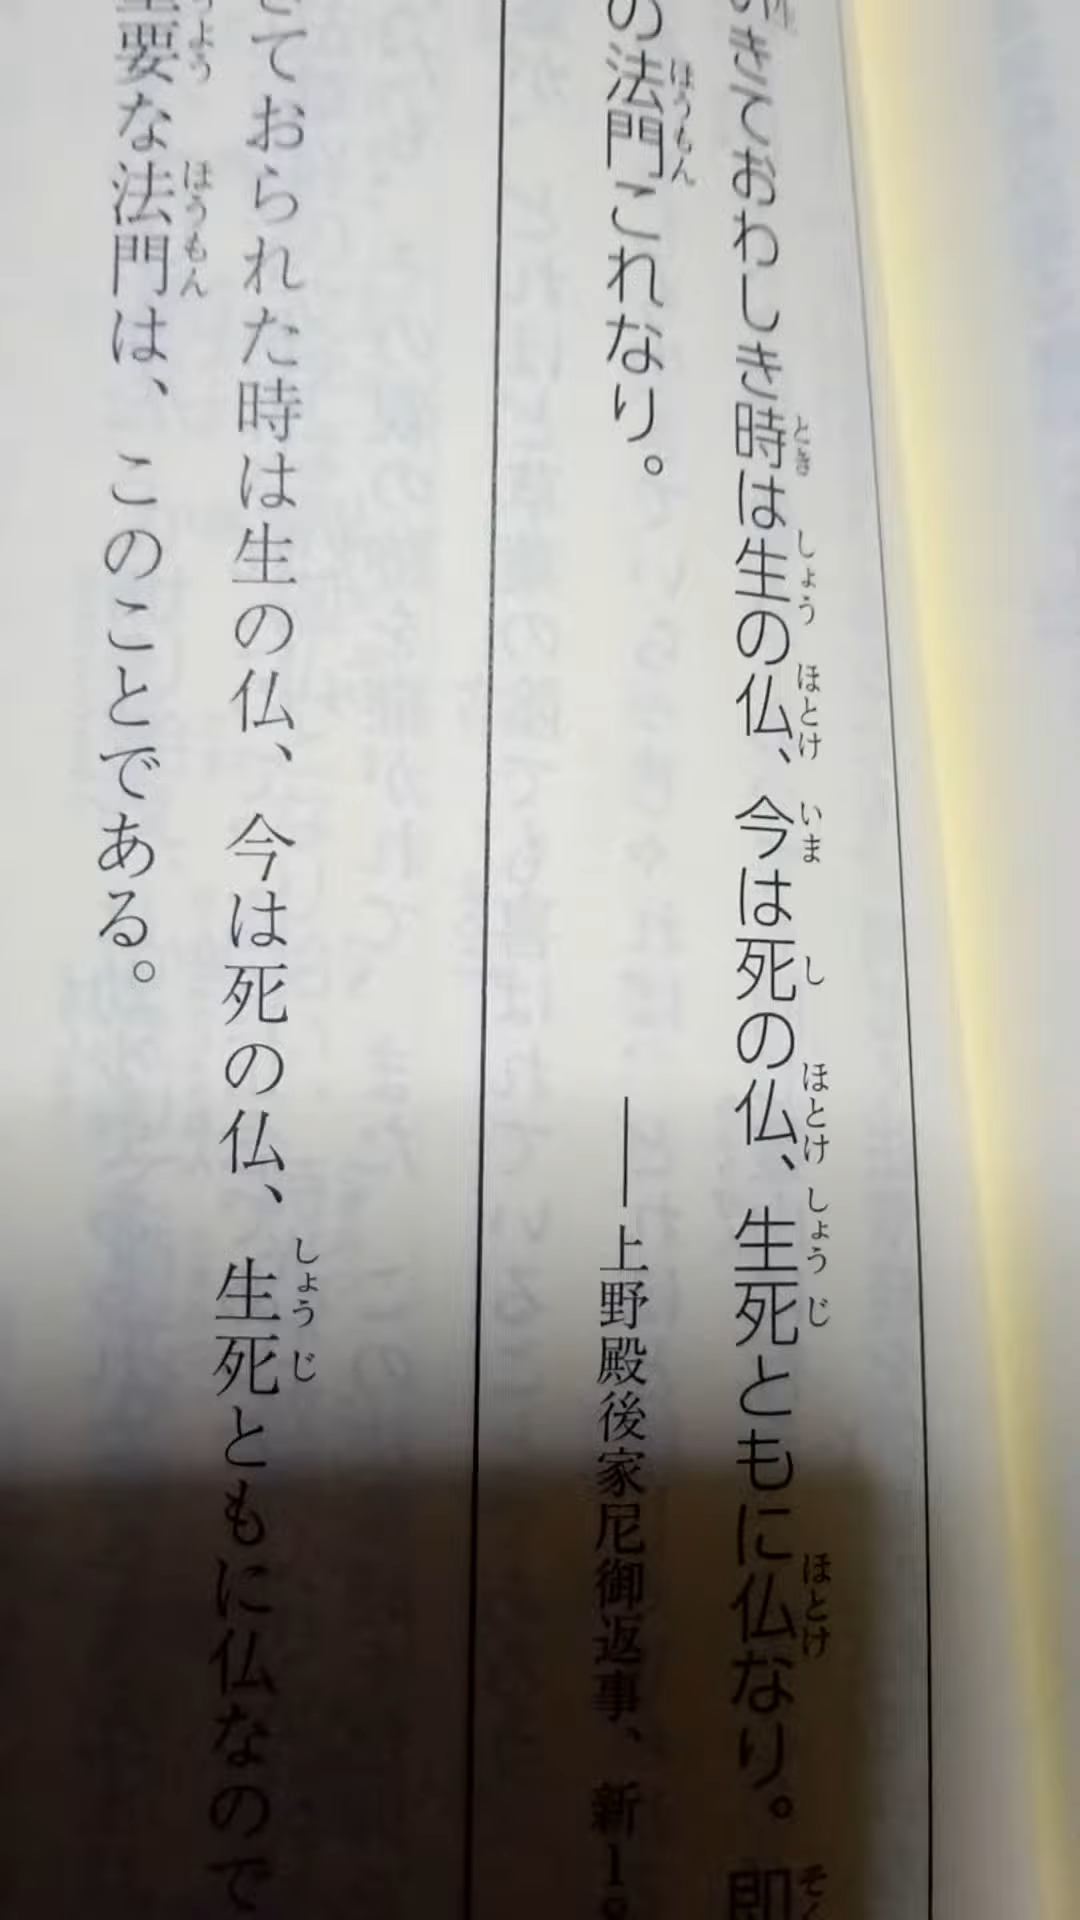 きておわしき時は生の仏、今は死の仏、生死ともに仏なり。即
の法門これなり。
――上野殿後家尼御返事、新1
ておられた時は生の仏、今は死の仏、生死ともに仏なので
要な法門は、このことである。